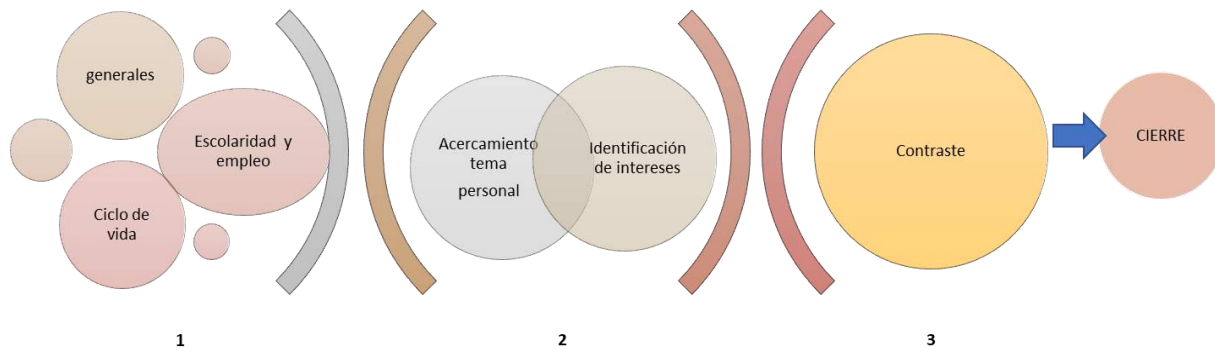 generales
Escolaridad y
empleo
Ciclo de
vida
Acercamiento
tema
personal
Identificación
de intereses
Contraste
CIERRE
1
2
3